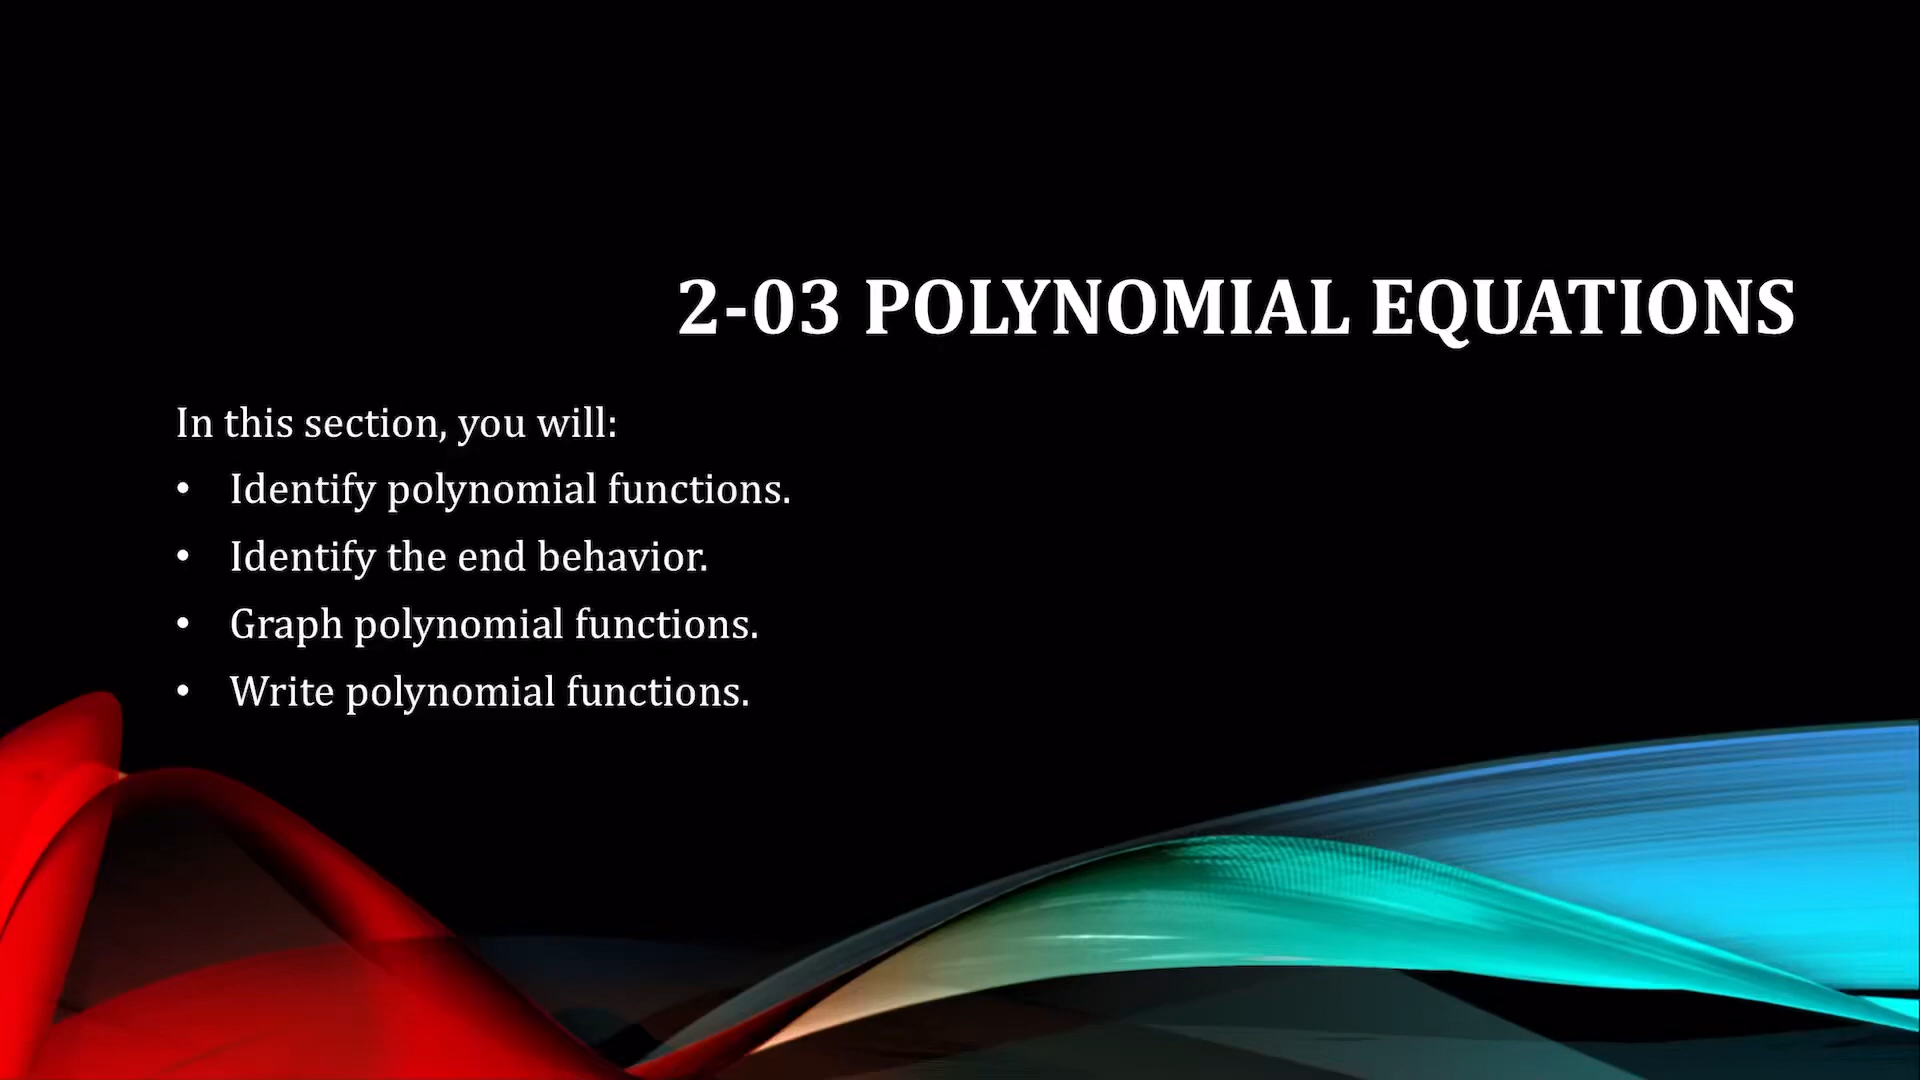 2-03 POLYNOMIAL EQUATIONS
In this section, you will:
• Identify polynomial functions.
• Identify the end behavior.
• Graph polynomial functions.
• Write polynomial functions.